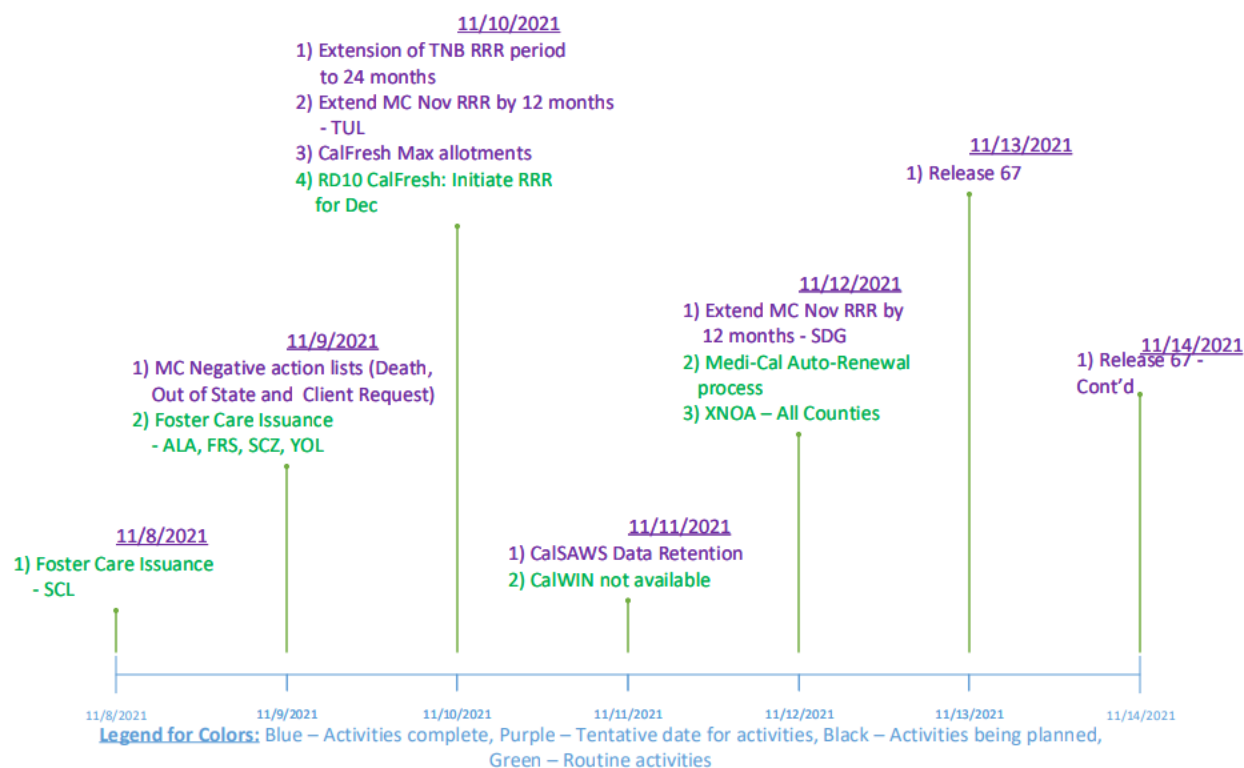 11/10/2021
1) Extension of TNB RRR period
to 24 months
2) Extend MC Nov RRR by 12 months
- TUL
3) CalFresh Max allotments
4) RD10 CalFresh: Initiate RRR
for Dec
11/13/2021
1) Release 67
11/12/2021
1) Extend MC Nov RRR by
12 months - SDG
2) Medi-Cal Auto-Renewal
process
3) XNOA – All Counties
11/14/2021
1) Release 67 -
Cont’d
11/9/2021
1) MC Negative action lists (Death,
Out of State and Client Request)
2) Foster Care Issuance
- ALA, FRS, SCZ, YOL
11/8/2021
1) Foster Care Issuance
- SCL
11/11/2021
1) CalSAWS Data Retention
2) CalWIN not available
11/8/2021 11/9/2021 11/10/2021 11/11/2021 11/12/2021 11/13/2021 11/14/2021
Legend for Colors: Blue – Activities complete, Purple – Tentative date for activities, Black – Activities being planned,
Green – Routine activities